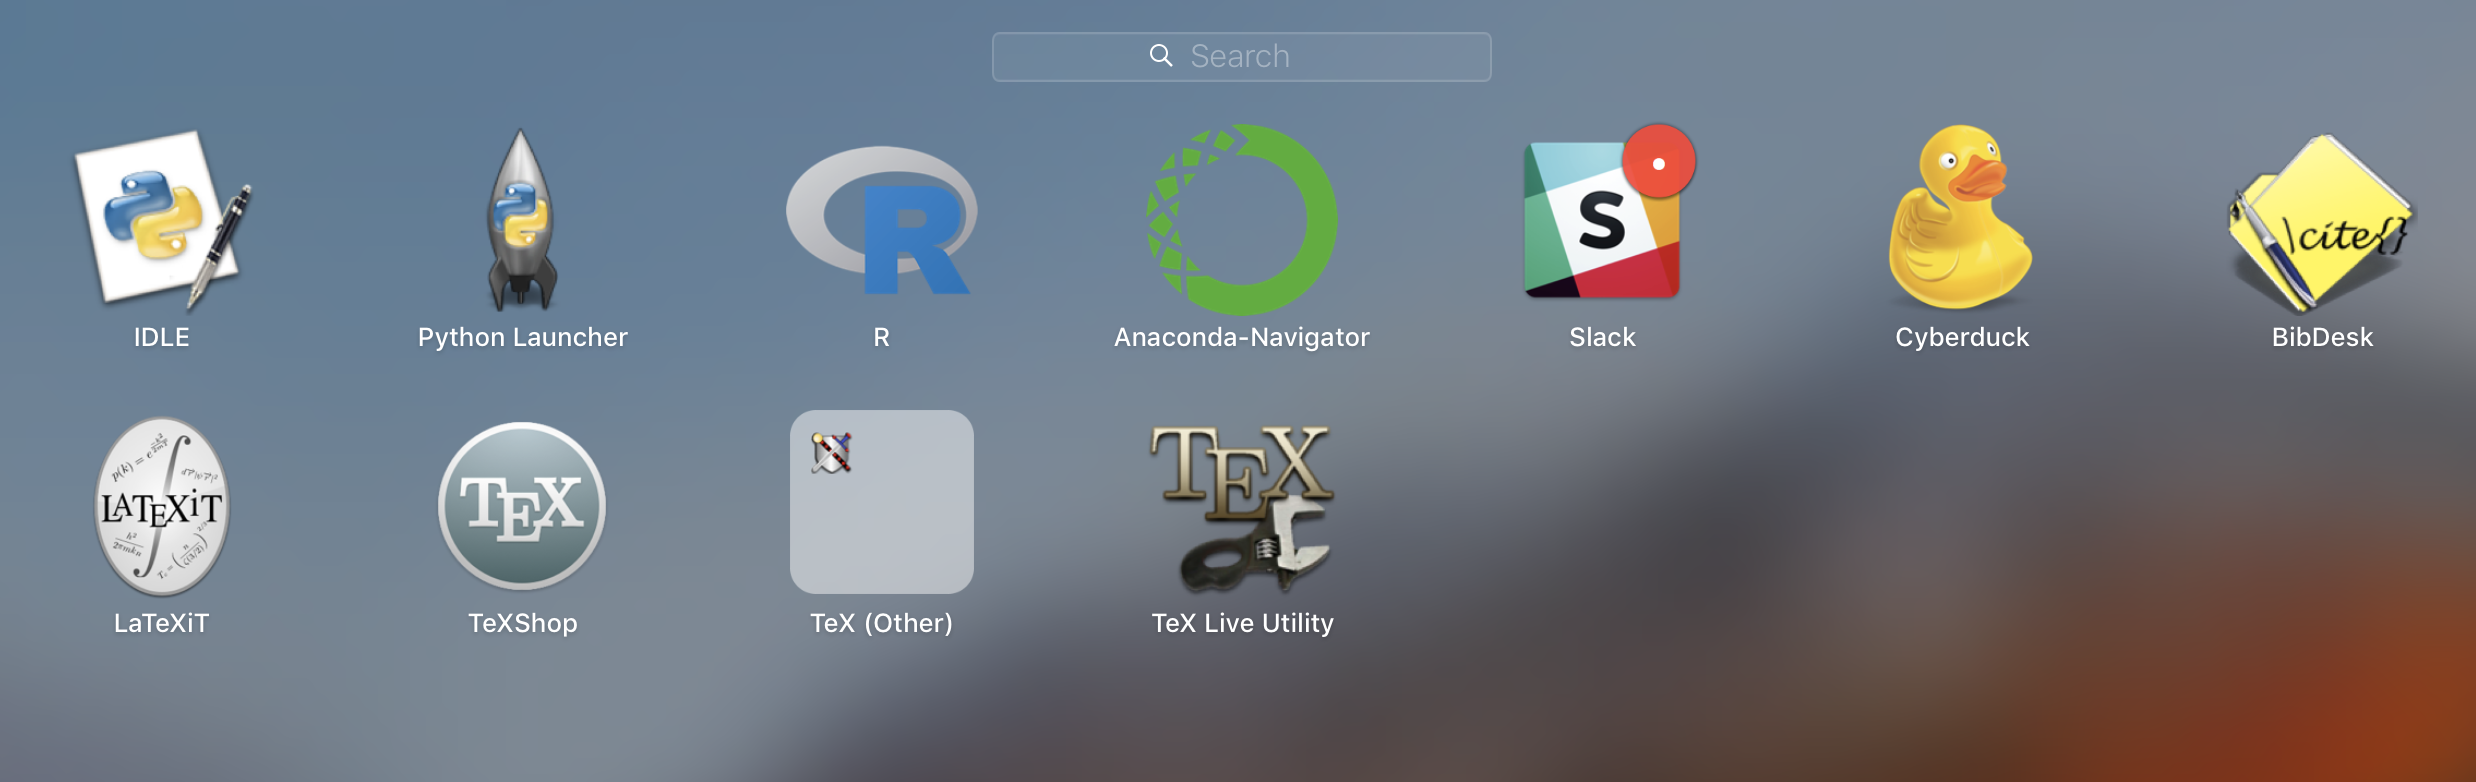 Search
\cite{}
IDLE
Python Launcher
R
Anaconda-Navigator
S
Slack
Cyberduck
BibDesk
LATEXiT
TEX
TEX
LaTeXiT
TeXShop
TeX (Other)
TeX Live Utility